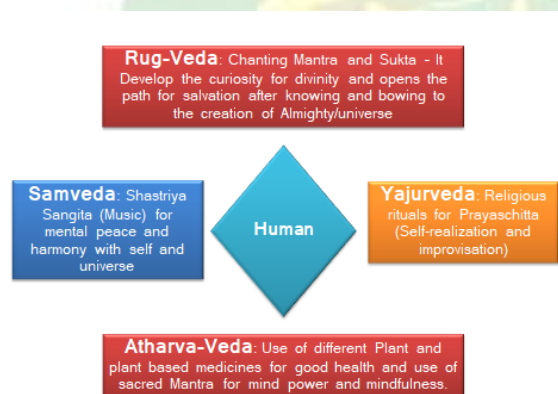 Rug-Veda: Chanting Mantra and Sukta - It
Develop the curiosity for divinity and opens the
path for salvation after knowing and bowing to
the creation of Almighty/universe
Samveda: Shastriya
Sangita (Music) for
mental peace and
harmony with self and
universe
Human
Yajurveda: Religious
rituals for Prayaschitta
(Self-realization and
improvisation)
Atharva-Veda: Use of different Plant and
plant based medicines for good health and use of
sacred Mantra for mind power and mindfulness.